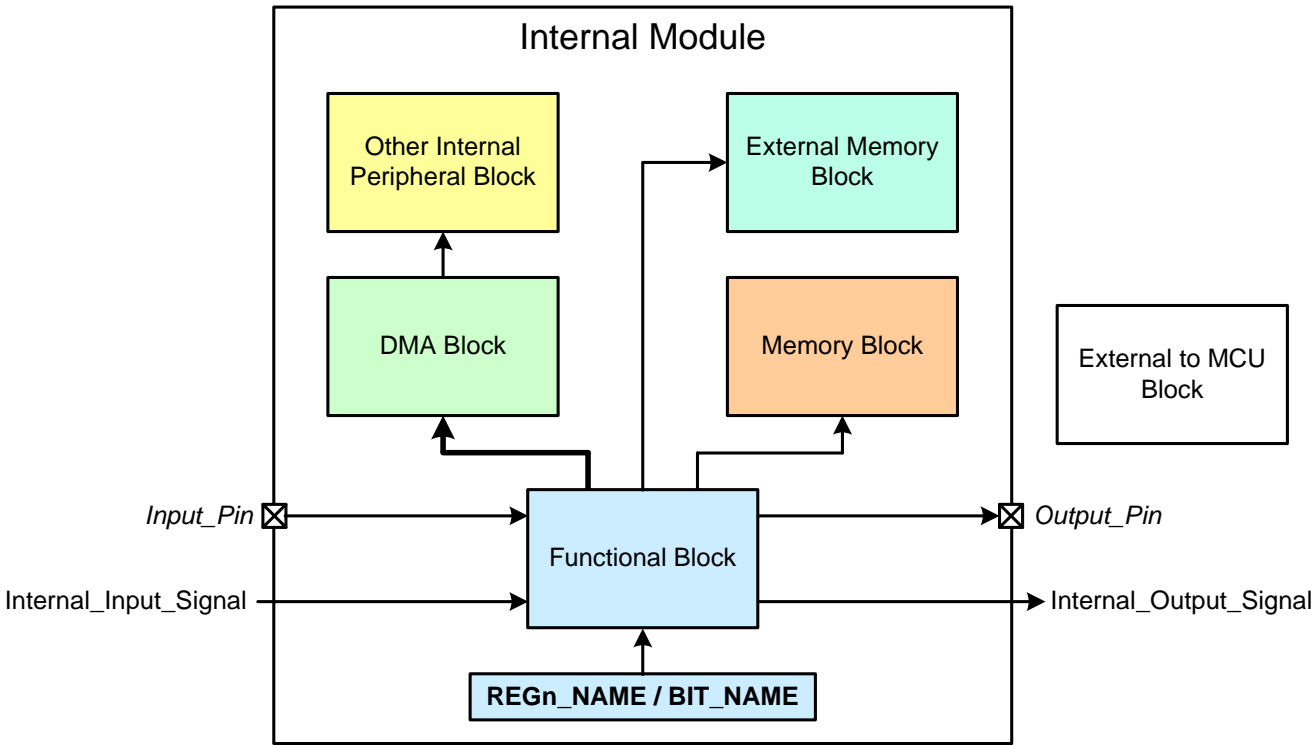 Internal Module
Other Internal
Peripheral Block
External Memory
Block
DMA Block
Memory Block
External to MCU
Block
Input_Pin
Output_Pin
Functional Block
Internal_Input_Signal
Internal_Output_Signal
REGn_NAME / BIT_NAME